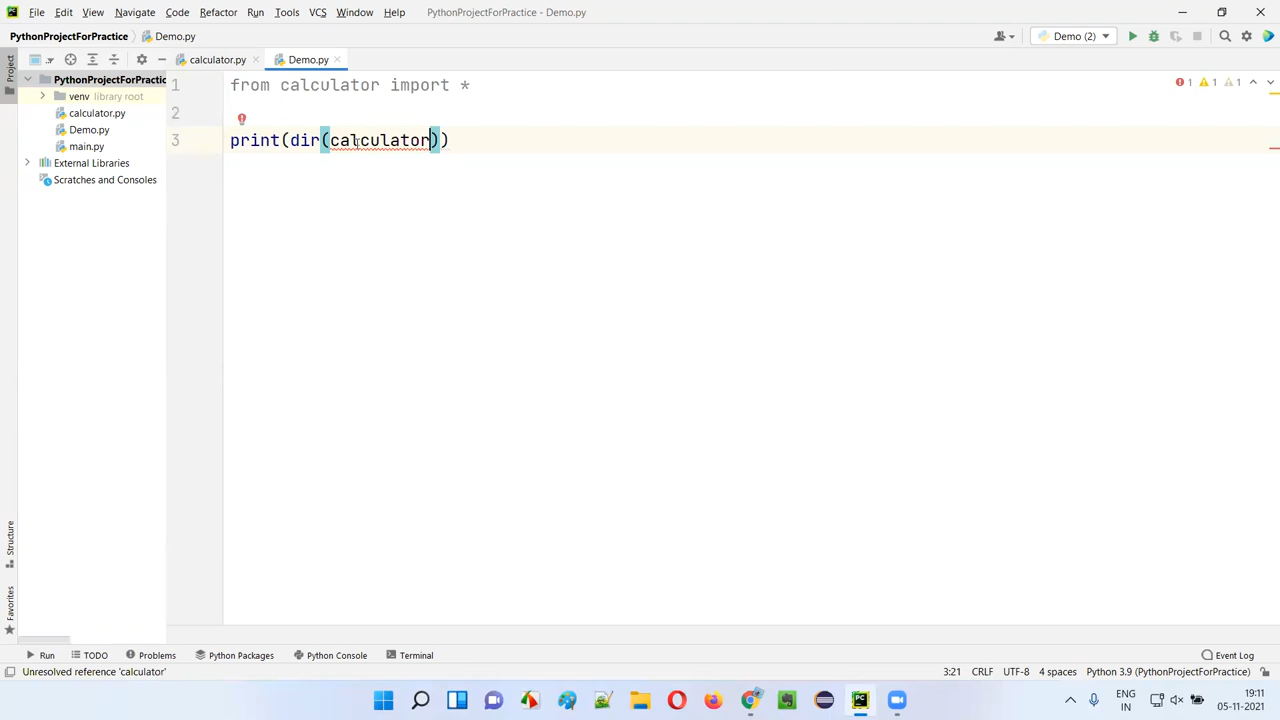 File Edit View Navigate Code Refactor Run Tools VCS Window Help PythonProjectForPractice - Demo.py
PythonProjectForPractice Demo.py Demo (2)
calculator.py Demo.py
Project
PythonProjectForPractic
venv library root
calculator.py
Demo.py
main.py
External Libraries
Scratches and Consoles
1 from calculator import *
2
3 print(dir(calculator))
1 1 1
Structure
Favorites
Run TODO Problems Python Packages Python Console Terminal Event Log
Unresolved reference 'calculator' 3:21 CRLF UTF-8 4 spaces Python 3.9 (PythonProjectForPractice)
ENG
IN
19:11
05-11-2021